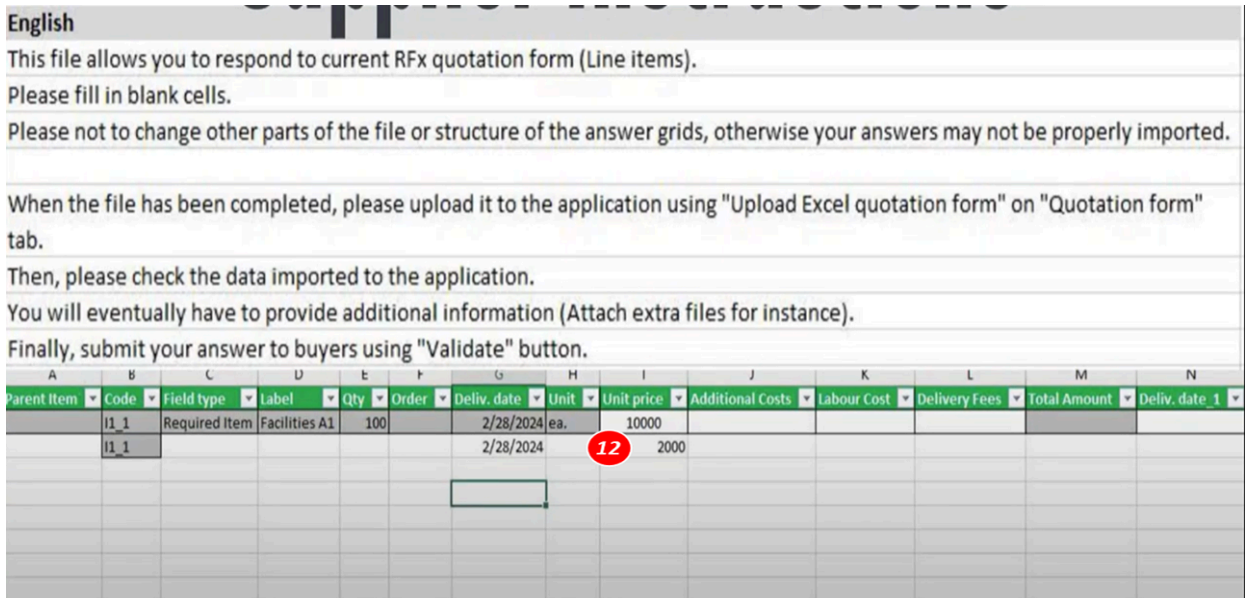 English
This file allows you to respond to current RFx quotation form (Line items).
Please fill in blank cells.
Please not to change other parts of the file or structure of the answer grids, otherwise your answers may not be properly imported.
When the file has been completed, please upload it to the application using "Upload Excel quotation form" on "Quotation form"
tab.
Then, please check the data imported to the application.
You will eventually have to provide additional information (Attach extra files for instance).
Finally, submit your answer to buyers using "Validate" button.
A B C D E F G H I J K L M N
Parent Item Code Field type Label Qty Order Deliv. date Unit Unit price Additional Costs Labour Cost Delivery Fees Total Amount Deliv. date_1
I1_1 Required Item Facilities A1 100 2/28/2024 ea. 10000
I1_1 2/28/2024 12 2000